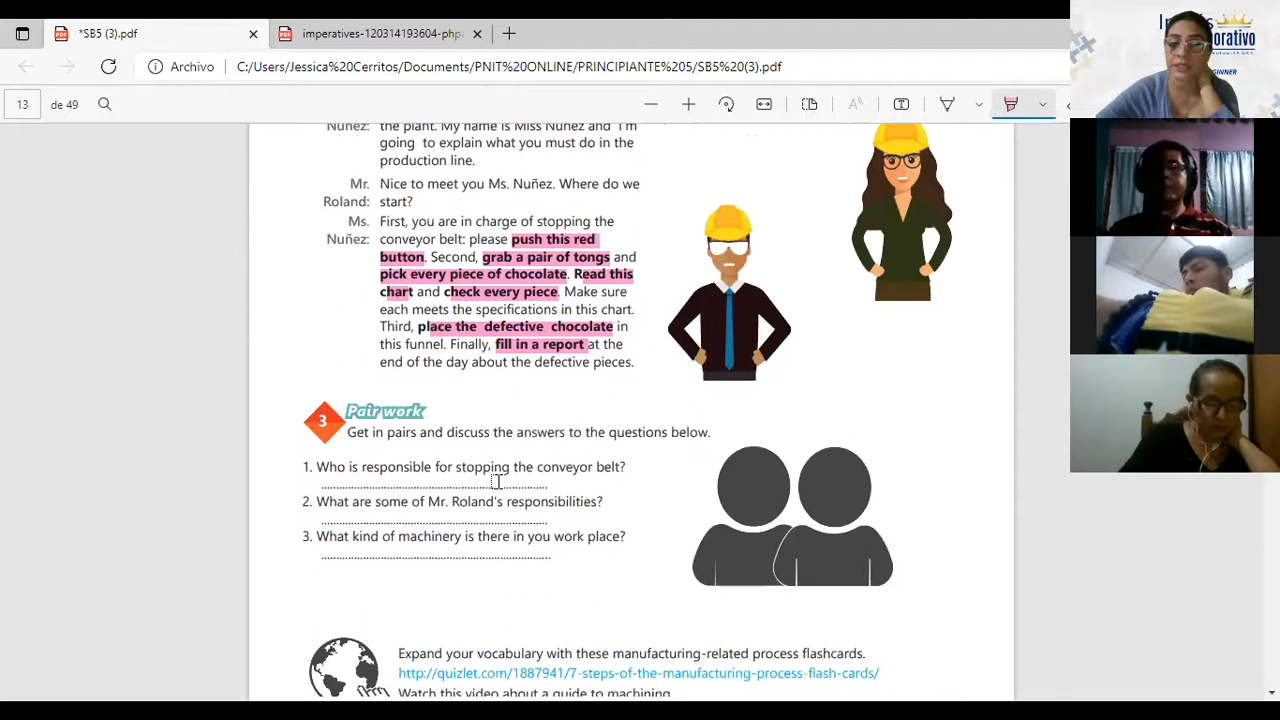 *SB5 (3).pdf
imperatives-120314193604-phpa
Archivo
C:/Users/Jessica%20Cerritos/Documents/PNIT%20ONLINE/PRINCIPIANTE%205/SB5%20(3).pdf
13
de 49
Nuñez:
the plant. My name is Miss Nuñez and I'm
going to explain what you must do in the
production line.
Mr. Nice to meet you Ms. Nuñez. Where do we
Roland: start?
Ms. First, you are in charge of stopping the
Nuñez: conveyor belt: please push this red
button. Second, grab a pair of tongs and
pick every piece of chocolate. Read this
chart and check every piece. Make sure
each meets the specifications in this chart.
Third, place the defective chocolate in
this funnel. Finally, fill in a report at the
end of the day about the defective pieces.
3 Pair work
Get in pairs and discuss the answers to the questions below.
1. Who is responsible for stopping the conveyor belt?
2. What are some of Mr. Roland's responsibilities?
3. What kind of machinery is there in you work place?
Expand your vocabulary with these manufacturing-related process flashcards.
http://quizlet.com/1887941/7-steps-of-the-manufacturing-process-flash-cards/
Watch this video about a guide to machining